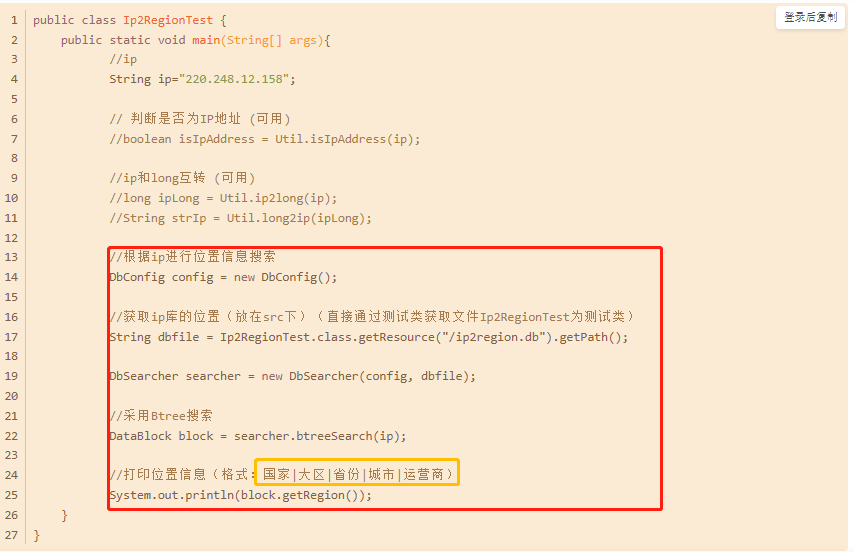 登录后复制
1 public class Ip2RegionTest {
2 public static void main(String[] args){
3 //ip
4 String ip="220.248.12.158";
5
6 // 判断是否为IP地址 (可用)
7 //boolean isIpAddress = Util.isIpAddress(ip);
8
9 //ip和long互转 (可用)
10 //long ipLong = Util.ip2long(ip);
11 //String strIp = Util.long2ip(ipLong);
12
13 //根据ip进行位置信息搜索
14 DbConfig config = new DbConfig();
15
16 //获取ip库的位置（放在src下）（直接通过测试类获取文件Ip2RegionTest为测试类）
17 String dbfile = Ip2RegionTest.class.getResource("/ip2region.db").getPath();
18
19 DbSearcher searcher = new DbSearcher(config, dbfile);
20
21 //采用Btree搜索
22 DataBlock block = searcher.btreeSearch(ip);
23
24 //打印位置信息（格式：国家|大区|省份|城市|运营商）
25 System.out.println(block.getRegion());
26 }
27 }